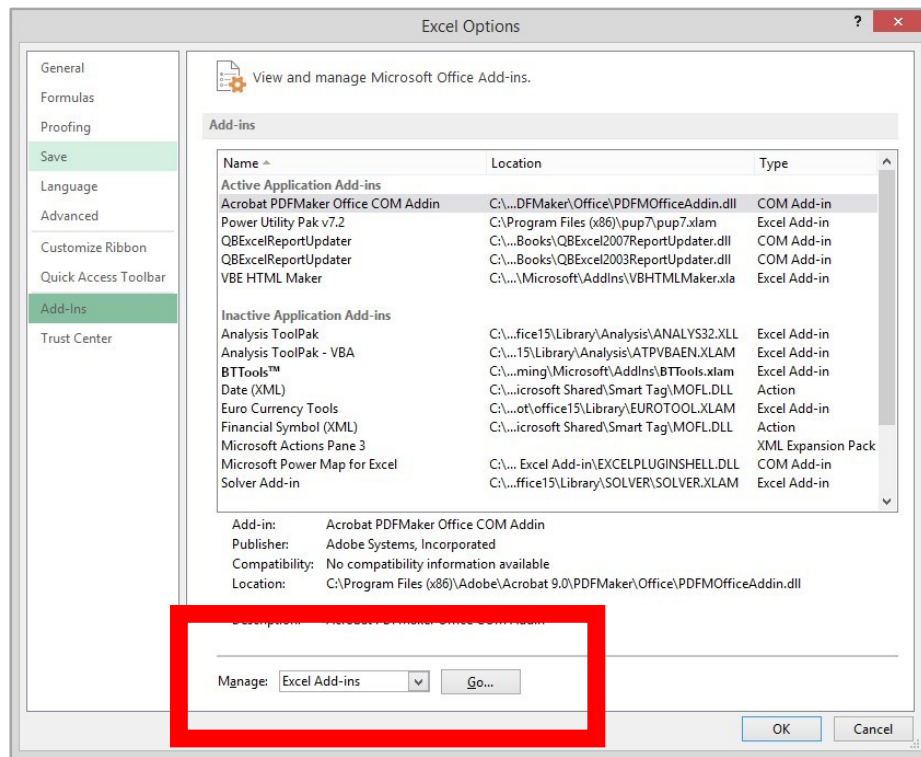 Excel Options
?
General
Formulas
Proofing
Save
Language
Advanced
Customize Ribbon
Quick Access Toolbar
Add-Ins
Trust Center
View and manage Microsoft Office Add-ins.
Add-ins
Name Location Type
Active Application Add-ins
Acrobat PDFMaker Office COM Addin C:\...DFMaker\Office\PDFMOfficeAddin.dll COM Add-in
Power Utility Pak v7.2 C:\Program Files (x86)\pup7\pup7.xlam Excel Add-in
QBExcelReportUpdater C:\...Books\QBExcel2007ReportUpdater.dll COM Add-in
QBExcelReportUpdater C:\...Books\QBExcel2003ReportUpdater.dll COM Add-in
VBE HTML Maker C:\...\Microsoft\AddIns\VBHTMLMaker.xla Excel Add-in
Inactive Application Add-ins
Analysis ToolPak C:\...fice15\Library\Analysis\ANALYS32.XLL Excel Add-in
Analysis ToolPak - VBA C:\...15\Library\Analysis\ATPVBAEN.XLAM Excel Add-in
BTTools™ C:\...ming\Microsoft\AddIns\BTTools.xlam Excel Add-in
Date (XML) C:\...icrosoft Shared\Smart Tag\MOFL.DLL Action
Euro Currency Tools C:\...ot\office15\Library\EUROTOOL.XLAM Excel Add-in
Financial Symbol (XML) C:\...icrosoft Shared\Smart Tag\MOFL.DLL Action
Microsoft Actions Pane 3 XML Expansion Pack
Microsoft Power Map for Excel C:\... Excel Add-in\EXCELPLUGINSHELL.DLL COM Add-in
Solver Add-in C:\...ffice15\Library\SOLVER\SOLVER.XLAM Excel Add-in
Add-in: Acrobat PDFMaker Office COM Addin
Publisher: Adobe Systems, Incorporated
Compatibility: No compatibility information available
Location: C:\Program Files (x86)\Adobe\Acrobat 9.0\PDFMaker\Office\PDFMOfficeAddin.dll
Description: Acrobat PDFMaker Office COM Addin
Manage: Excel Add-ins Go...
OK Cancel